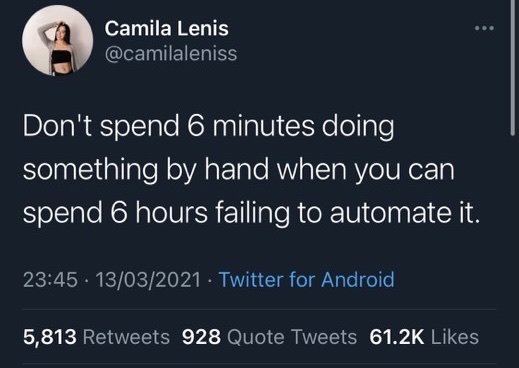 Camila Lenis
@camilaleniss
Don't spend 6 minutes doing
something by hand when you can
spend 6 hours failing to automate it.
23:45 · 13/03/2021 · Twitter for Android
5,813 Retweets 928 Quote Tweets 61.2K Likes